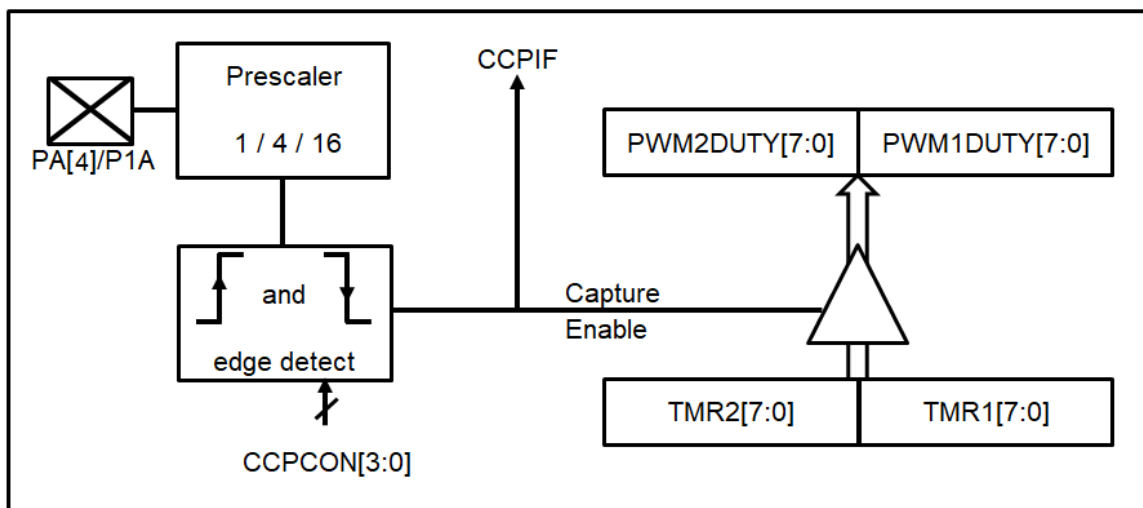 Prescaler
1 / 4 / 16
PA[4]/P1A
CCPIF
PWM2DUTY[7:0]
PWM1DUTY[7:0]
and
edge detect
Capture
Enable
TMR2[7:0]
TMR1[7:0]
CCPCON[3:0]